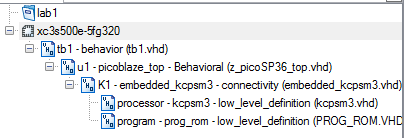 lab1
xc3s500e-5fg320
tb1 - behavior (tb1.vhd)
u1 - picoblaze_top - Behavioral (z_picoSP36_top.vhd)
K1 - embedded_kcpsm3 - connectivity (embedded_kcpsm3.vhd)
processor - kcpsm3 - low_level_definition (kcpsm3.vhd)
program - prog_rom - low_level_definition (PROG_ROM.VHD